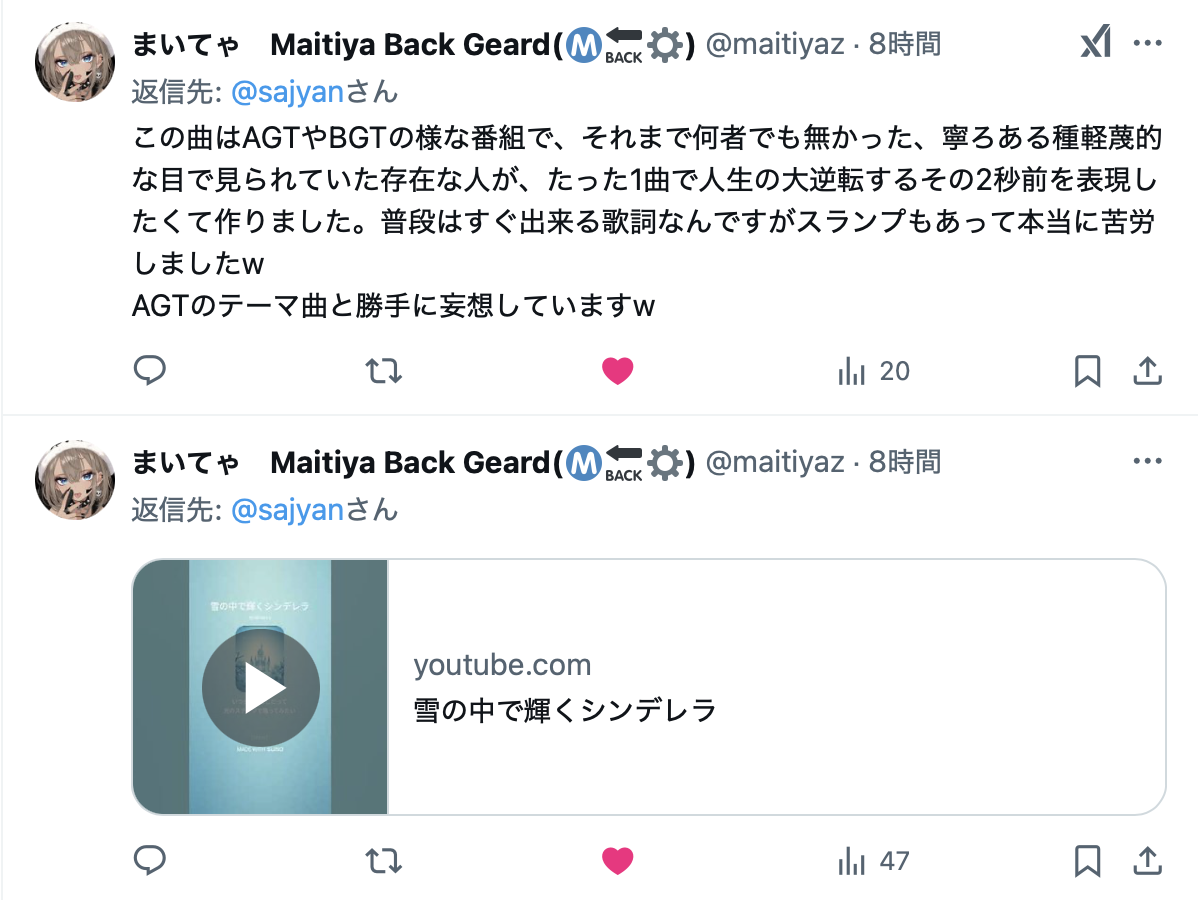 まいてゃ　Maitiya Back Geard(Ⓜ️🔙⚙️) @maitiyaz · 8時間
返信先: @sajyanさん
この曲はAGTやBGTの様な番組で、それまで何者でも無かった、寧ろある種軽蔑的
な目で見られていた存在な人が、たった1曲で人生の大逆転するその2秒前を表現し
たくて作りました。普段はすぐ出来る歌詞なんですがスランプもあって本当に苦労
しましたw
AGTのテーマ曲と勝手に妄想していますw
20
まいてゃ　Maitiya Back Geard(Ⓜ️🔙⚙️) @maitiyaz · 8時間
返信先: @sajyanさん
雪の中で輝くシンデレラ
youtube.com
雪の中で輝くシンデレラ
47